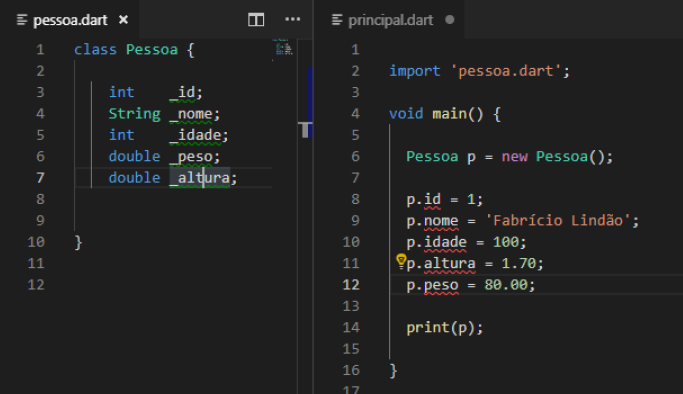 pessoa.dart ×
1 class Pessoa {
2
3 int _id;
4 String _nome;
5 int _idade;
6 double _peso;
7 double _altura;
8
9
10 }
11
12
principal.dart
1
2 import 'pessoa.dart';
3
4 void main() {
5
6 Pessoa p = new Pessoa();
7
8 p.id = 1;
9 p.nome = 'Fabrício Lindão';
10 p.idade = 100;
11 p.altura = 1.70;
12 p.peso = 80.00;
13
14 print(p);
15
16 }
17